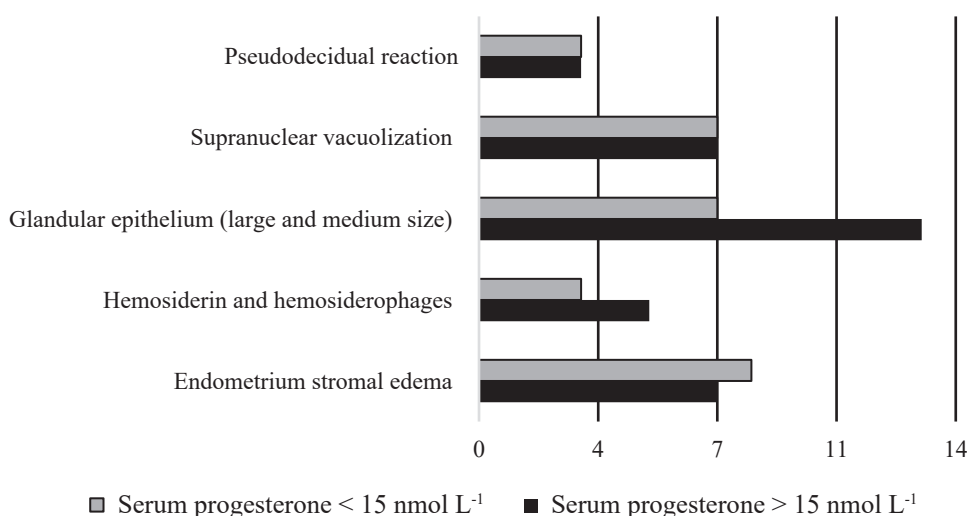 Pseudodecidual reaction
Supranuclear vacuolization
Glandular epithelium (large and medium size)
Hemosiderin and hemosiderophages
Endometrium stromal edema
0 4 7 11 14
Serum progesterone < 15 nmol L⁻¹ Serum progesterone > 15 nmol L⁻¹